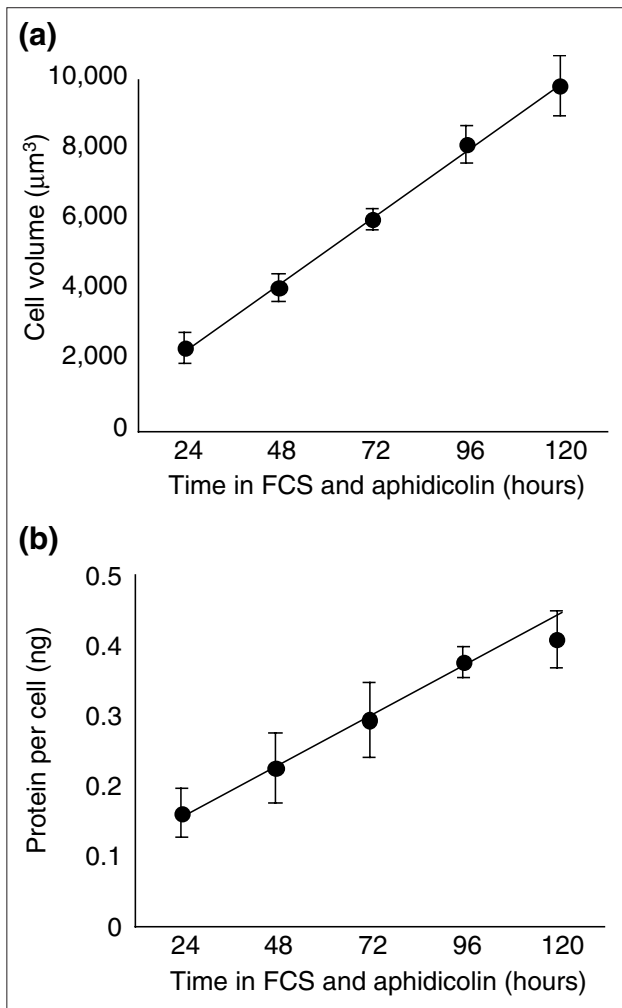 (a)
10,000
8,000
6,000
4,000
2,000
0
Cell volume (μm³)
24 48 72 96 120
Time in FCS and aphidicolin (hours)
(b)
0.5
0.4
0.3
0.2
0.1
0
Protein per cell (ng)
24 48 72 96 120
Time in FCS and aphidicolin (hours)